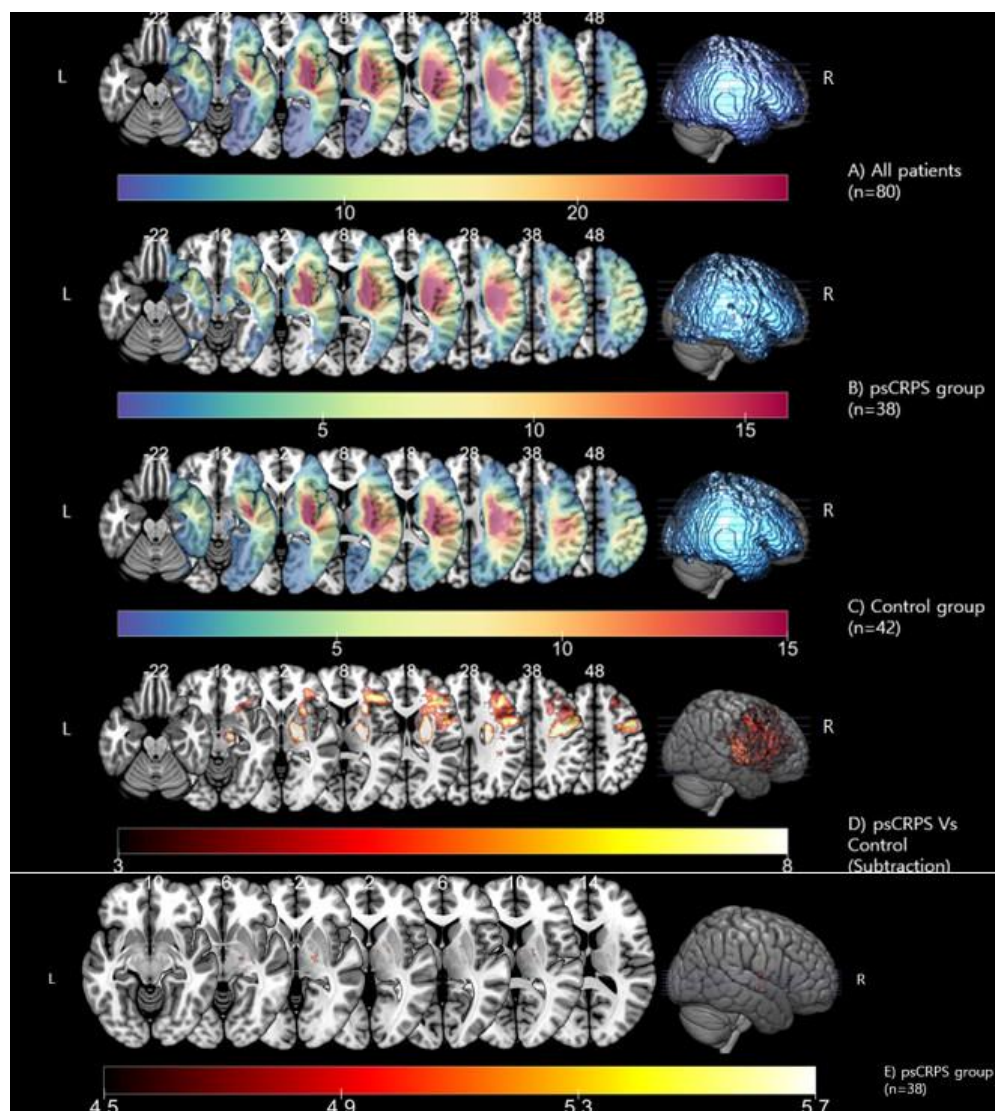 -22 -12 -2 8 18 28 38 48
L
R
A) All patients
(n=80)
10 20
-22 -12 -2 8 18 28 38 48
L
R
B) psCRPS group
(n=38)
5 10 15
-22 -12 -2 8 18 28 38 48
L
R
C) Control group
(n=42)
5 10 15
-22 -12 -2 8 18 28 38 48
L
R
D) psCRPS Vs
Control
(Subtraction)
3 8
-10 -6 -2 2 6 10 14
L
R
E) psCRPS group
(n=38)
4.5 4.9 5.3 5.7